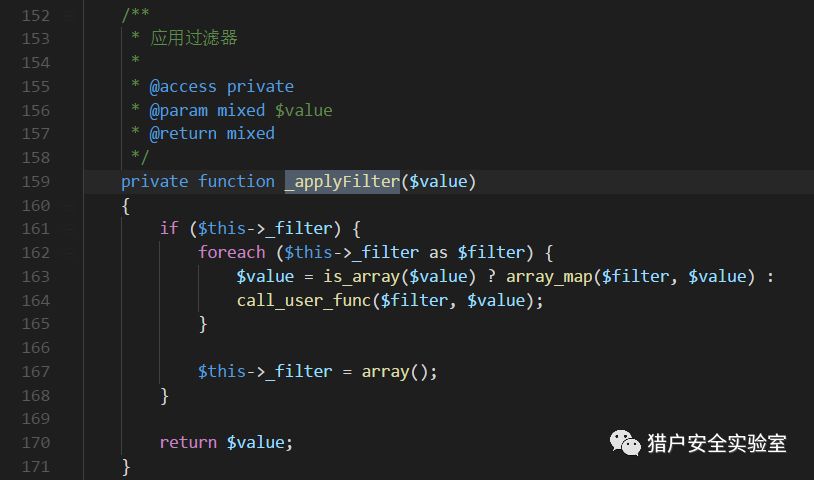 152 /**
153 * 应用过滤器
154 *
155 * @access private
156 * @param mixed $value
157 * @return mixed
158 */
159 private function _applyFilter($value)
160 {
161 if ($this->_filter) {
162 foreach ($this->_filter as $filter) {
163 $value = is_array($value) ? array_map($filter, $value) :
164 call_user_func($filter, $value);
165 }
166
167 $this->_filter = array();
168 }
169
170 return $value;
171 }
猎户安全实验室